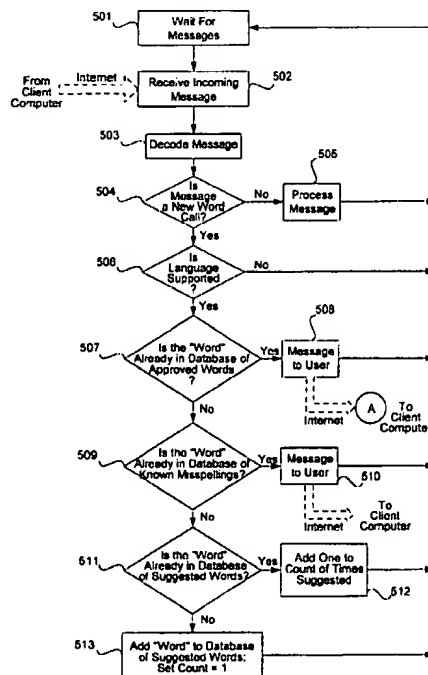 501
Wait For
Messages
From
Client
Computer
Internet
Receive Incoming
Message
502
503
Decode Message
504
Is
Message
a New Word
Call?
No
505
Process
Message
Yes
506
Is
Language
Supported
?
No
Yes
507
Is the "Word"
Already in Database of
Approved Words
?
Yes
508
Message
to User
Internet
A
To
Client
Computer
No
509
Is the "Word"
Already in Database of
Known Misspellings?
Yes
Message
to User
510
Internet
To
Client
Computer
No
511
Is the "Word"
Already in Database
of Suggested Words?
Yes
Add One to
Count of Times
Suggested
512
No
513
Add "Word" to Database
of Suggested Words;
Set Count = 1